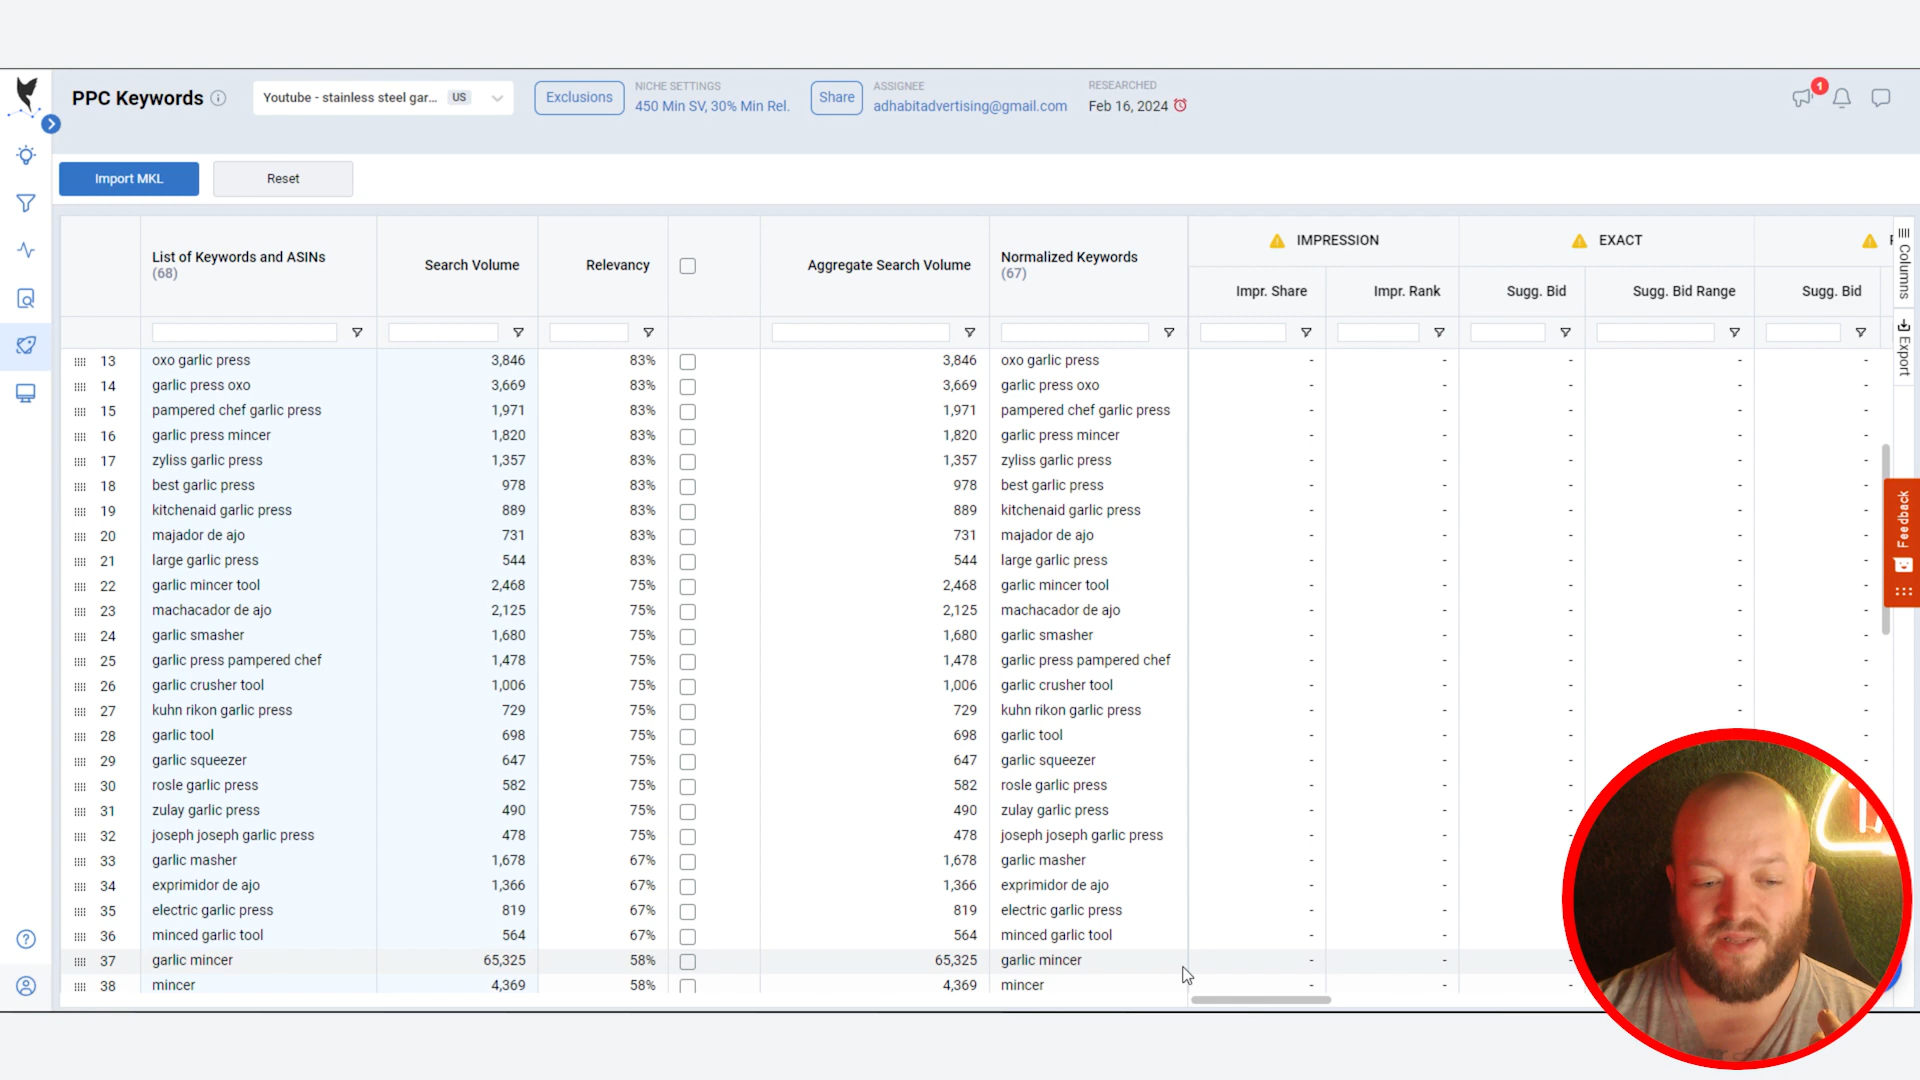 PPC Keywords
Youtube - stainless steel gar... US
Exclusions
NICHE SETTINGS
450 Min SV, 30% Min Rel.
Share
ASSIGNEE
adhabitadvertising@gmail.com
RESEARCHED
Feb 16, 2024
1
Import MKL
Reset
List of Keywords and ASINs
(68)
Search Volume
Relevancy
Aggregate Search Volume
Normalized Keywords
(67)
IMPRESSION
EXACT
Impr. Share
Impr. Rank
Sugg. Bid
Sugg. Bid Range
Sugg. Bid
Columns
Export
Feedback
13 oxo garlic press 3,846 83% 3,846 oxo garlic press - - - - -
14 garlic press oxo 3,669 83% 3,669 garlic press oxo - - - - -
15 pampered chef garlic press 1,971 83% 1,971 pampered chef garlic press - - - - -
16 garlic press mincer 1,820 83% 1,820 garlic press mincer - - - - -
17 zyliss garlic press 1,357 83% 1,357 zyliss garlic press - - - - -
18 best garlic press 978 83% 978 best garlic press - - - - -
19 kitchenaid garlic press 889 83% 889 kitchenaid garlic press - - - - -
20 majador de ajo 731 83% 731 majador de ajo - - - - -
21 large garlic press 544 83% 544 large garlic press - - - - -
22 garlic mincer tool 2,468 75% 2,468 garlic mincer tool - - - - -
23 machacador de ajo 2,125 75% 2,125 machacador de ajo - - - - -
24 garlic smasher 1,680 75% 1,680 garlic smasher - - - - -
25 garlic press pampered chef 1,478 75% 1,478 garlic press pampered chef - - - - -
26 garlic crusher tool 1,006 75% 1,006 garlic crusher tool - - - - -
27 kuhn rikon garlic press 729 75% 729 kuhn rikon garlic press - - - - -
28 garlic tool 698 75% 698 garlic tool - - - - -
29 garlic squeezer 647 75% 647 garlic squeezer - - - - -
30 rosle garlic press 582 75% 582 rosle garlic press - - -
31 zulay garlic press 490 75% 490 zulay garlic press - - -
32 joseph joseph garlic press 478 75% 478 joseph joseph garlic press - - -
33 garlic masher 1,678 67% 1,678 garlic masher - - -
34 exprimidor de ajo 1,366 67% 1,366 exprimidor de ajo - - -
35 electric garlic press 819 67% 819 electric garlic press - - -
36 minced garlic tool 564 67% 564 minced garlic tool - - -
37 garlic mincer 65,325 58% 65,325 garlic mincer - - -
38 mincer 4,369 58% 4,369 mincer - - -